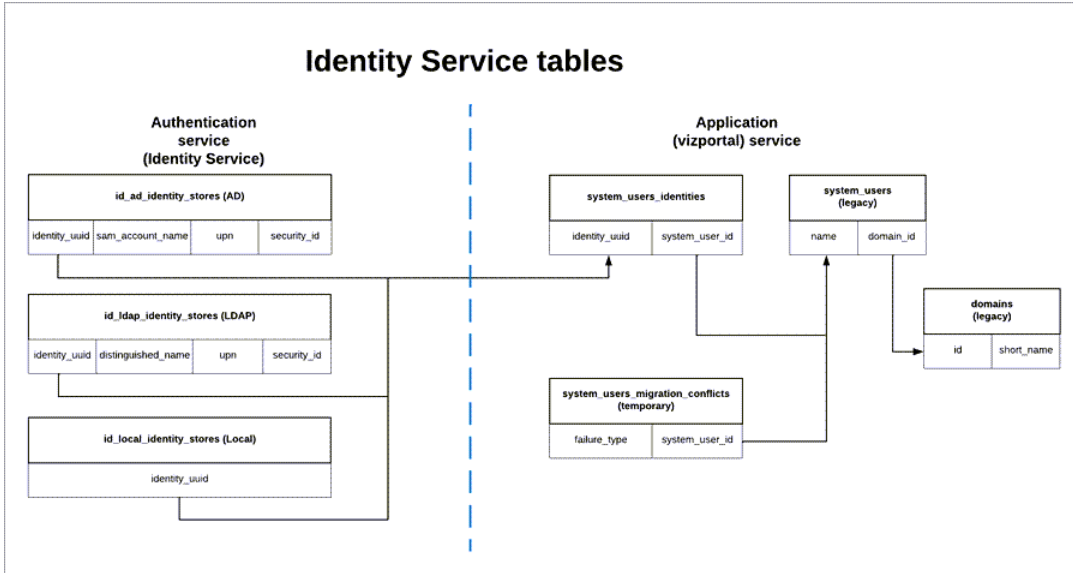 Identity Service tables
Authentication
service
(Identity Service)
Application
(vizportal) service
id_ad_identity_stores (AD)
identity_uuid sam_account_name upn security_id
id_ldap_identity_stores (LDAP)
identity_uuid distinguished_name upn security_id
id_local_identity_stores (Local)
identity_uuid
system_users_identities
identity_uuid system_user_id
system_users
(legacy)
name domain_id
domains
(legacy)
id short_name
system_users_migration_conflicts
(temporary)
failure_type system_user_id